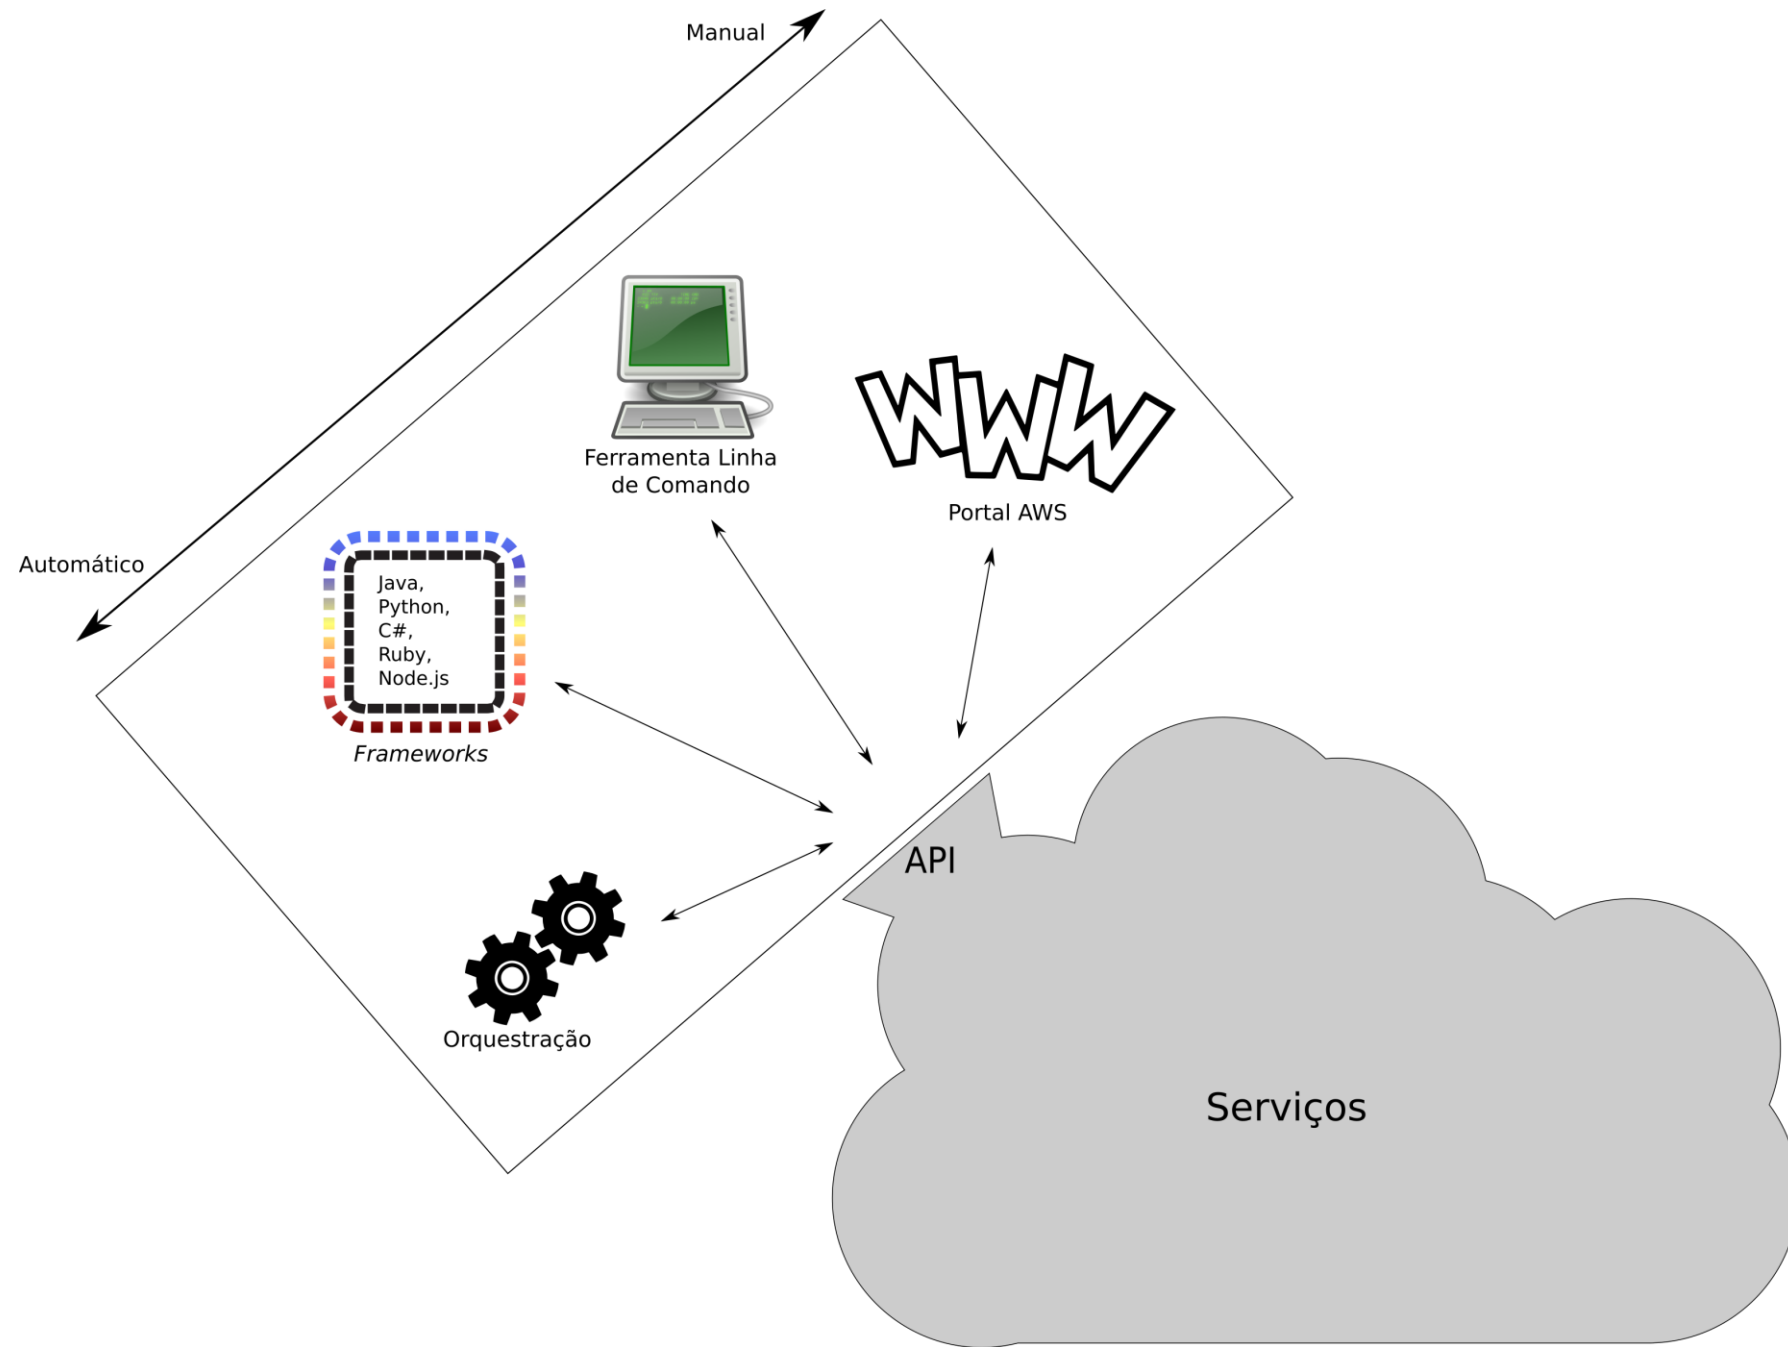 Manual
Automático
Ferramenta Linha
de Comando
WWW
Portal AWS
Java,
Python,
C#,
Ruby,
Node.js
Frameworks
API
Orquestração
Serviços